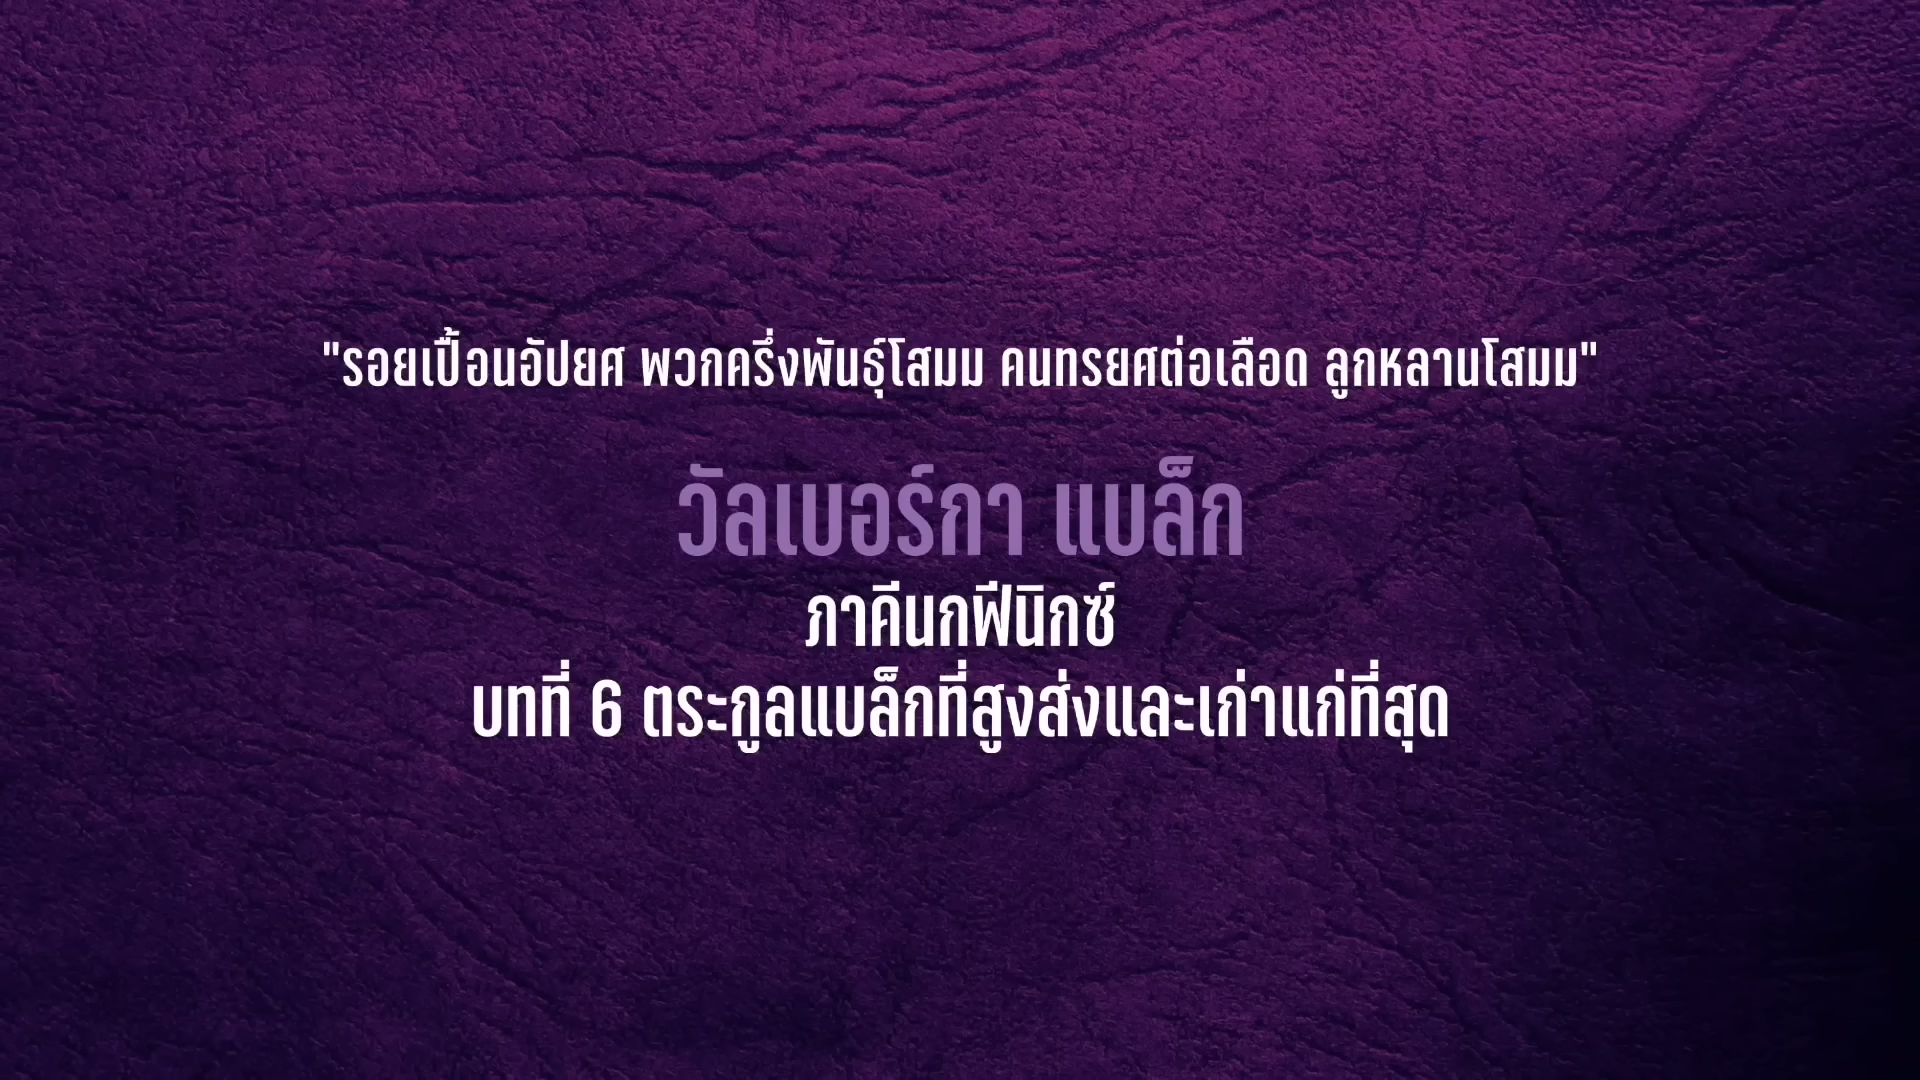 "รอยเปื้อนอัปยศ พวกครึ่งพันธุ์โสมม คนทรยศต่อเลือด ลูกหลานโสมม"
วัลเบอร์กา แบล็ก
ภาคีนกฟีนิกซ์
บทที่ 6 ตระกูลแบล็กที่สูงส่งและเก่าแก่ที่สุด